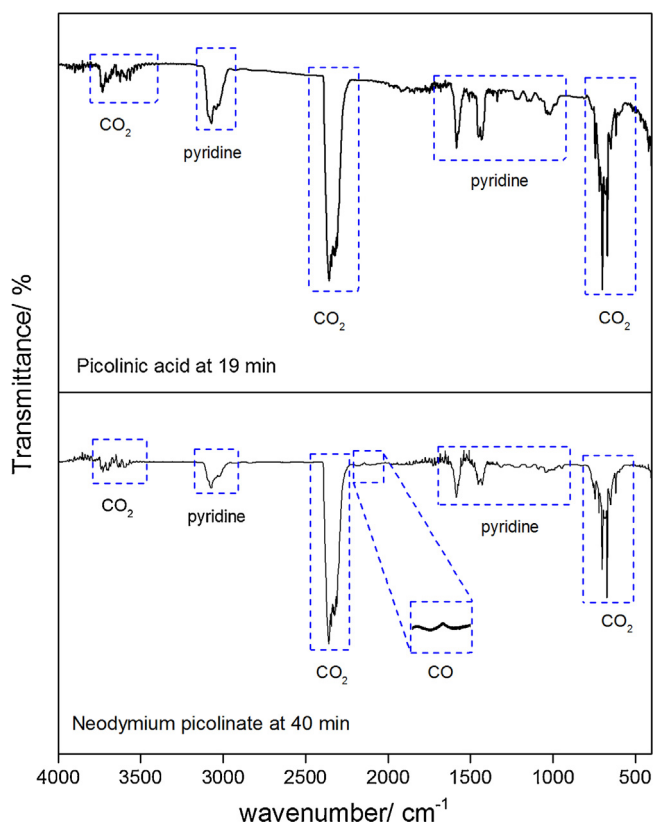 CO₂
pyridine
CO₂
pyridine
CO₂
Picolinic acid at 19 min
Transmittance/ %
CO₂
pyridine
CO₂
CO
pyridine
CO₂
Neodymium picolinate at 40 min
4000 3500 3000 2500 2000 1500 1000 500
wavenumber/ cm⁻¹